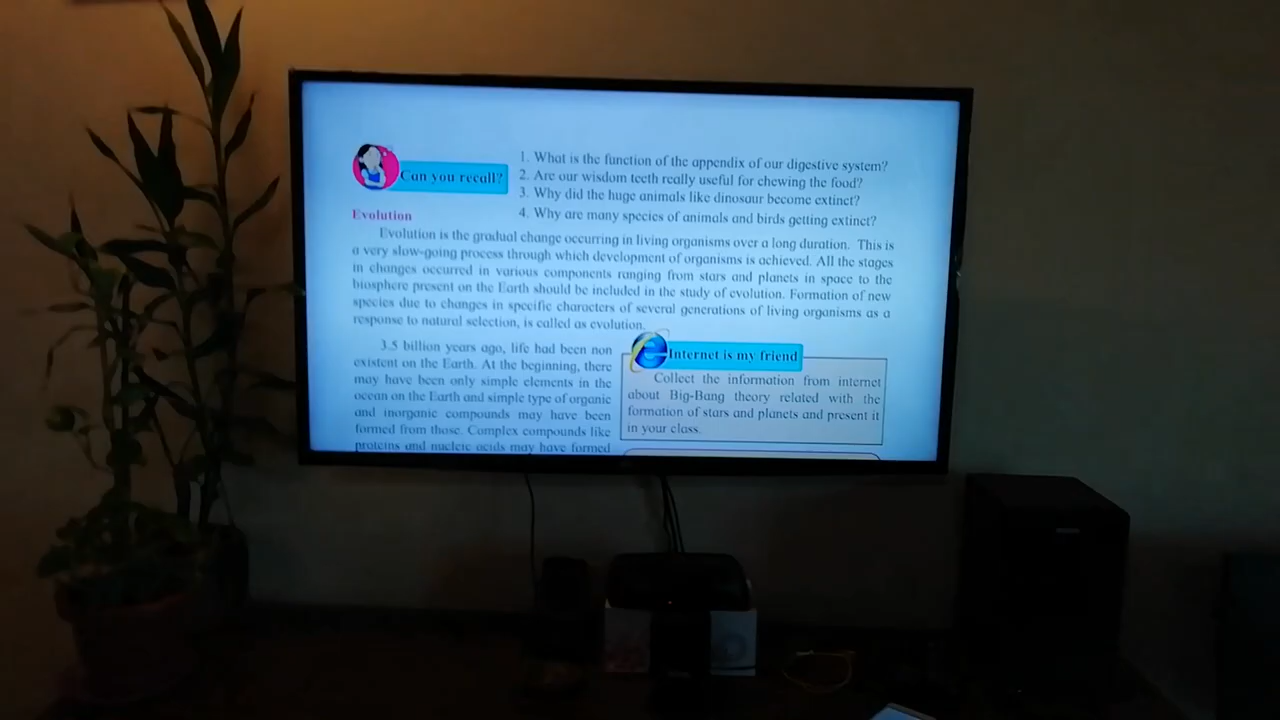 Can you recall?
1. What is the function of the appendix of our digestive system?
2. Are our wisdom teeth really useful for chewing the food?
3. Why did the huge animals like dinosaur become extinct?
4. Why are many species of animals and birds getting extinct?
Evolution
Evolution is the gradual change occurring in living organisms over a long duration. This is
a very slow-going process through which development of organisms is achieved. All the stages
in changes occurred in various components ranging from stars and planets in space to the
biosphere present on the Earth should be included in the study of evolution. Formation of new
species due to changes in specific characters of several generations of living organisms as a
response to natural selection, is called as evolution.
3.5 billion years ago, life had been non
existent on the Earth. At the beginning, there
may have been only simple elements in the
ocean on the Earth and simple type of organic
and inorganic compounds may have been
formed from those. Complex compounds like
proteins and nucleic acids may have formed
Internet is my friend
Collect the information from internet
about Big-Bang theory related with the
formation of stars and planets and present it
in your class.